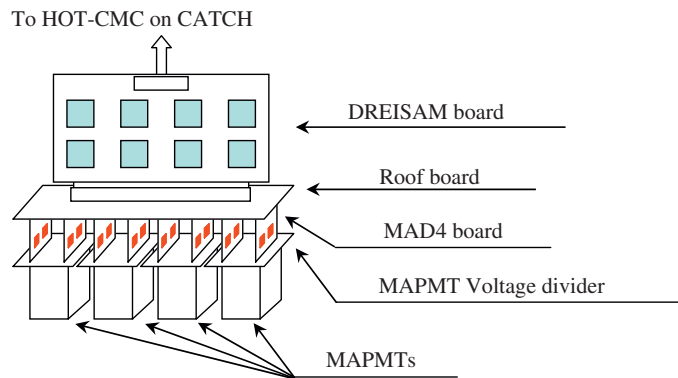 To HOT-CMC on CATCH
DREISAM board
Roof board
MAD4 board
MAPMT Voltage divider
MAPMTs